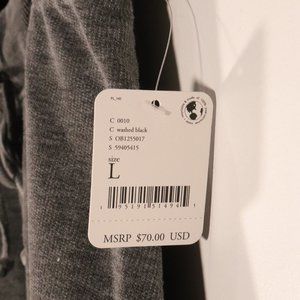 C 0010
C washed black
S OB1255017
S 59405415
size
L
MSRP $70.00 USD